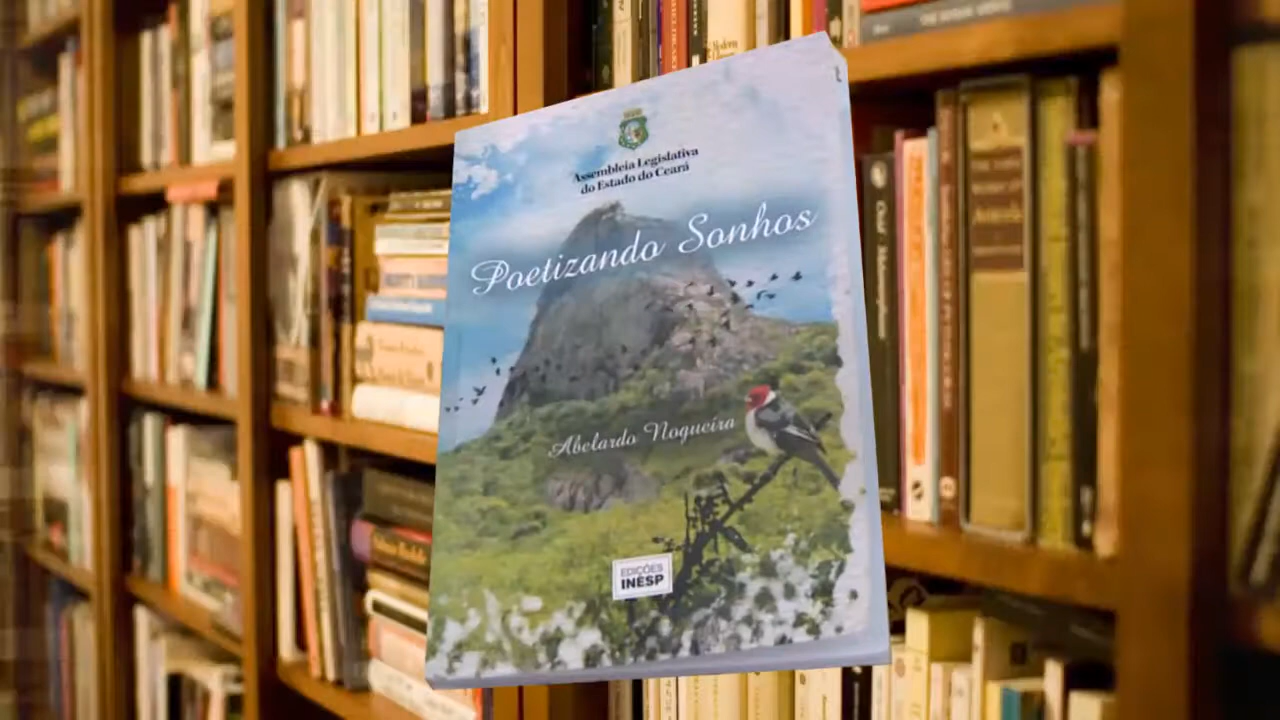 Assembleia Legislativa
do Estado do Ceará
Poetizando Sonhos
Abelardo Nogueira
EDIÇÕES
INESP